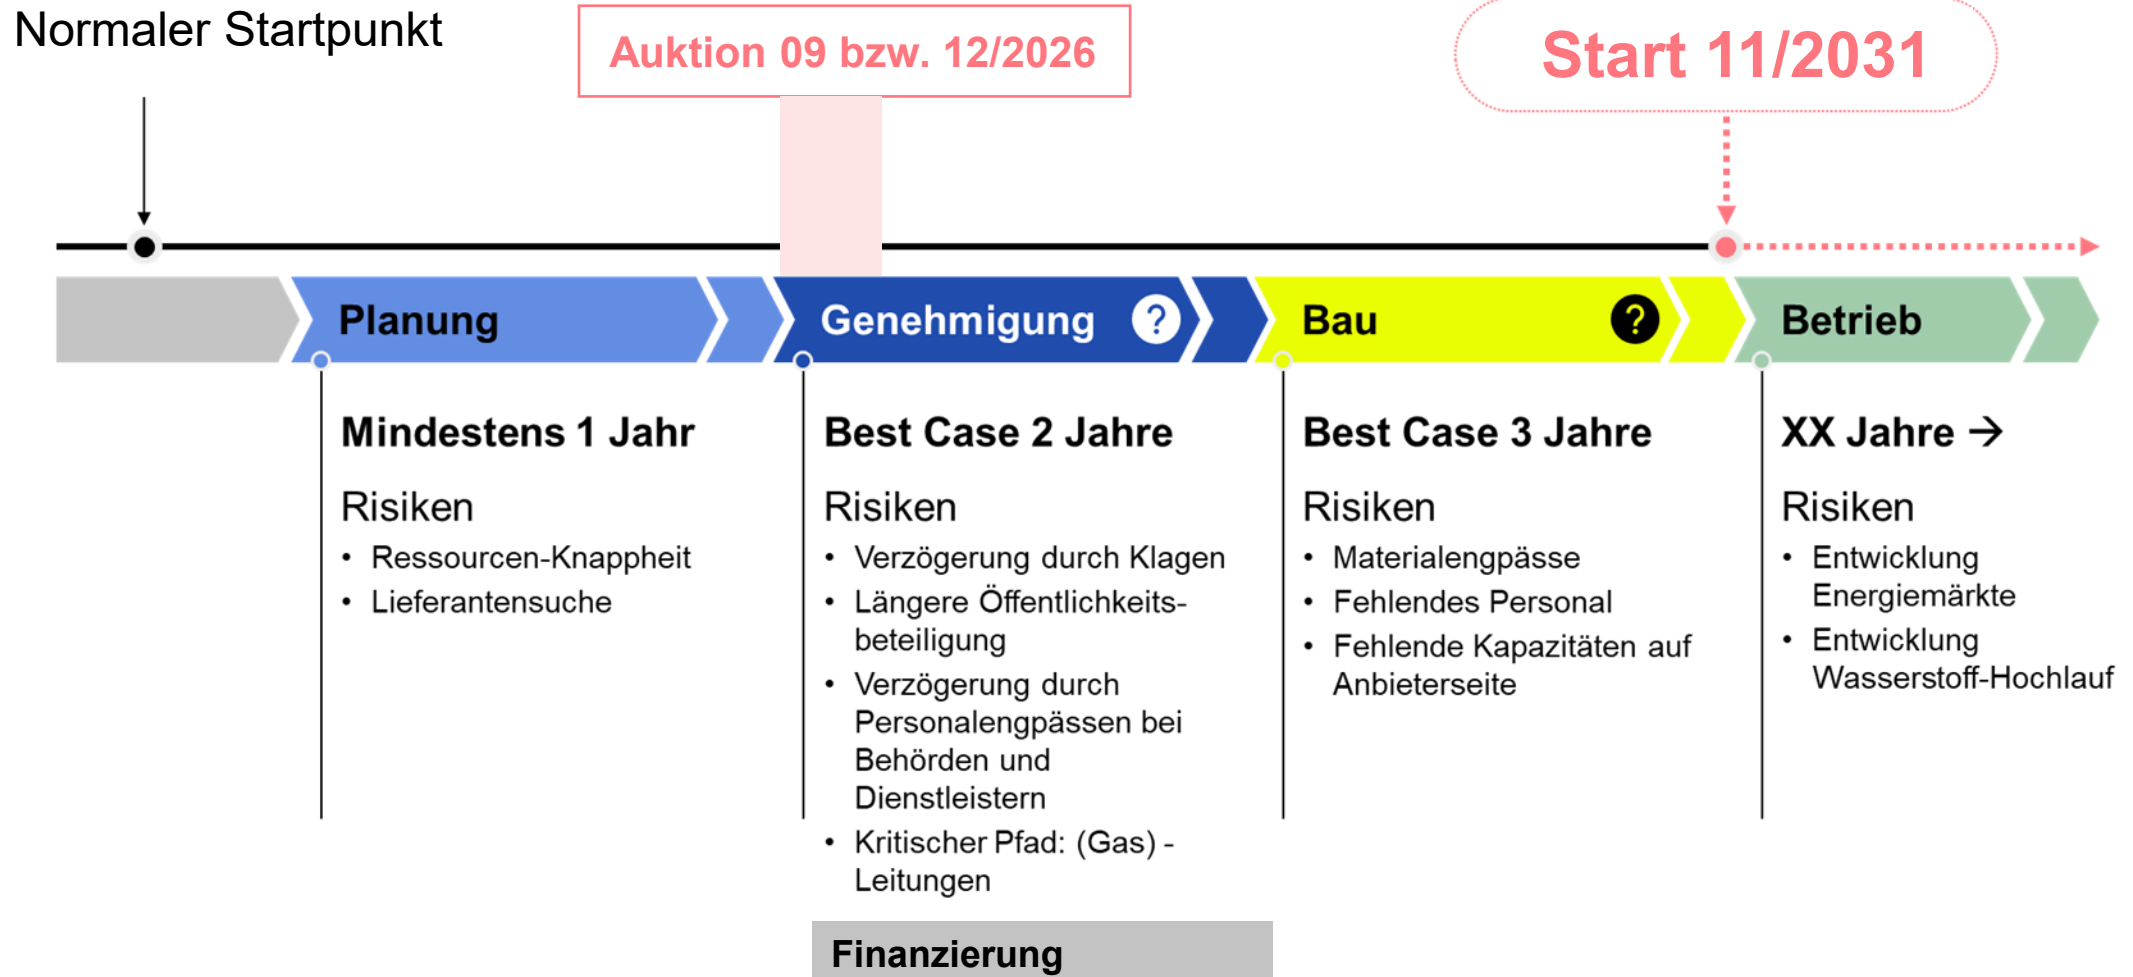 Normaler Startpunkt
Auktion 09 bzw. 12/2026
Start 11/2031
Planung
Genehmigung ?
Bau ?
Betrieb
Mindestens 1 Jahr
Risiken
• Ressourcen-Knappheit
• Lieferantensuche
Best Case 2 Jahre
Risiken
• Verzögerung durch Klagen
• Längere Öffentlichkeits-
beteiligung
• Verzögerung durch
Personalengpässen bei
Behörden und
Dienstleistern
• Kritischer Pfad: (Gas) -
Leitungen
Best Case 3 Jahre
Risiken
• Materialengpässe
• Fehlendes Personal
• Fehlende Kapazitäten auf
Anbieterseite
XX Jahre →
Risiken
• Entwicklung
Energiemärkte
• Entwicklung
Wasserstoff-Hochlauf
Finanzierung